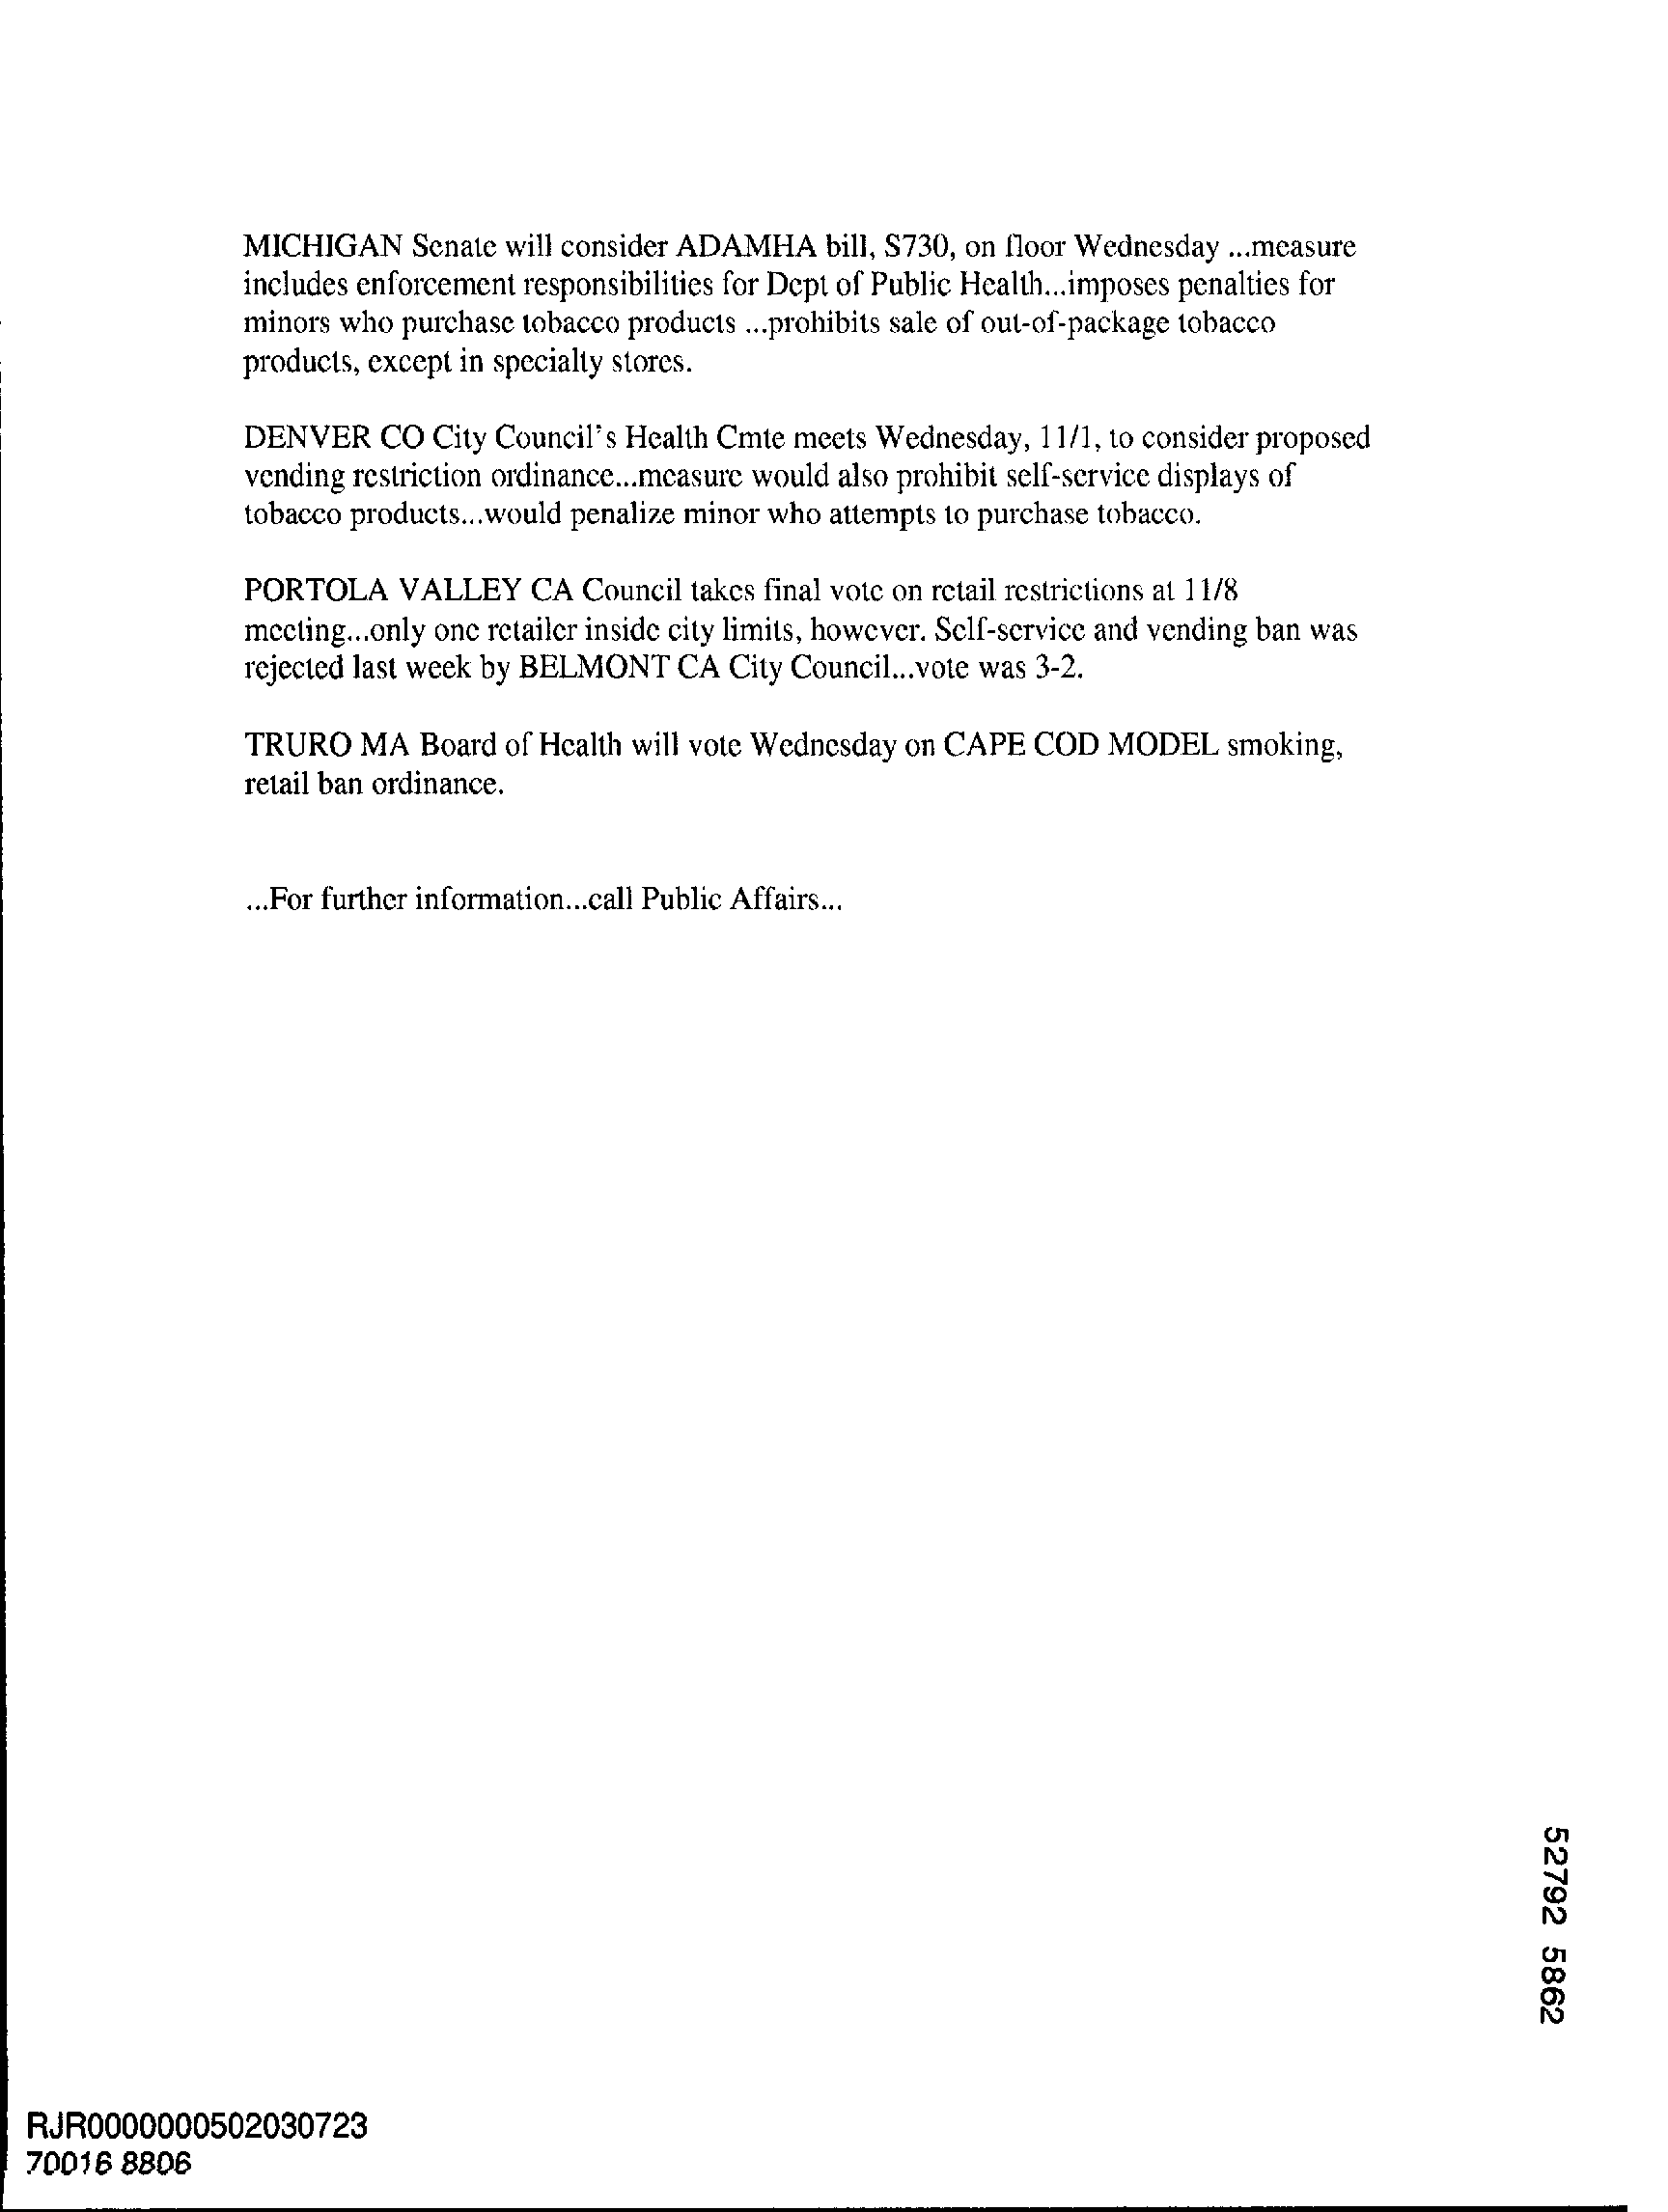 MICHIGAN Senate will consider ADAMHA bill, S730, on floor Wednesday ...measure
includes enforcement responsibilities for Dept of Public Health...imposes penalties for
minors who purchase tobacco products ...prohibits sale of out-of-package tobacco
products, except in specialty stores.
DENVER CO City Council's Health Cmte meets Wednesday, 11/1, to consider proposed
vending restriction ordinance...measure would also prohibit self-service displays of
tobacco products...would penalize minor who attempts to purchase tobacco.
PORTOLA VALLEY CA Council takes final vote on retail restrictions at 11/8
meeting...only one retailer inside city limits, however. Self-service and vending ban was
rejected last week by BELMONT CA City Council...vote was 3-2.
TRURO MA Board of Health will vote Wednesday on CAPE COD MODEL smoking,
retail ban ordinance.
...For further information...call Public Affairs...
52792 5862
RJR0000000502030723
70016 8806